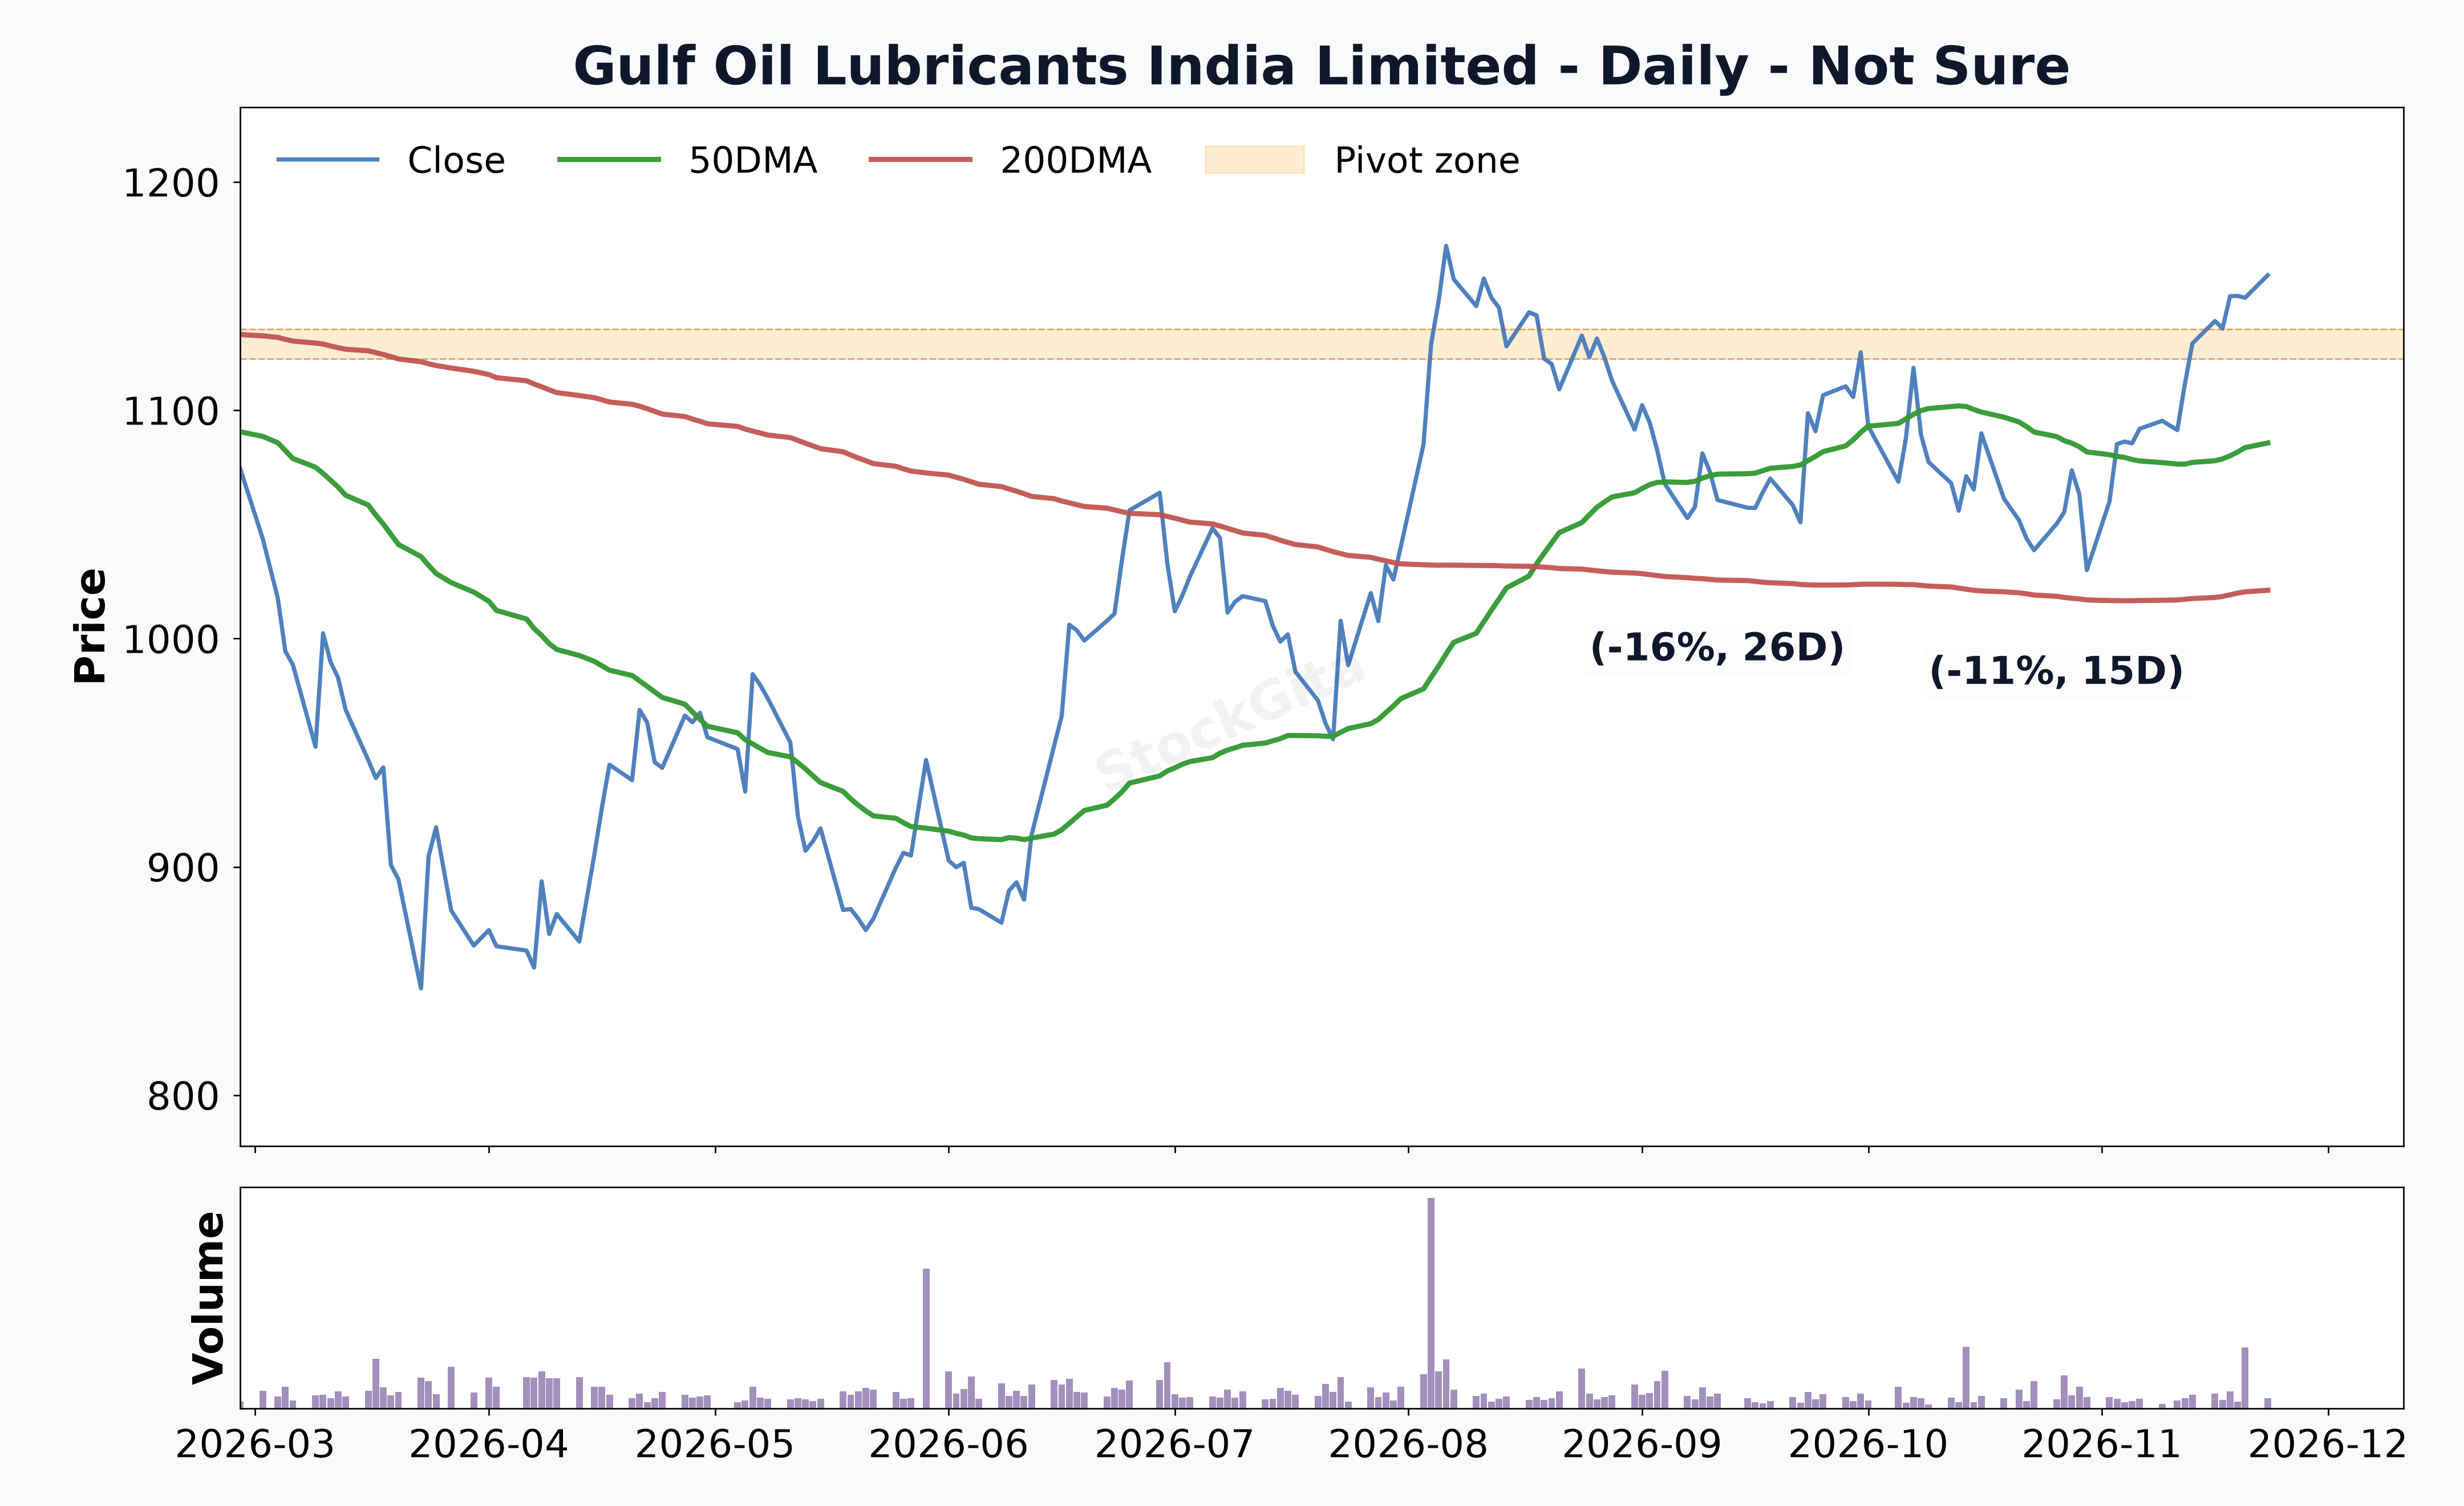 Gulf Oil Lubricants India Limited - Daily - Not Sure
Close 50DMA 200DMA Pivot zone
Price
1200
1100
1000
900
800
(-16%, 26D)
(-11%, 15D)
StockGita
Volume
2026-03 2026-04 2026-05 2026-06 2026-07 2026-08 2026-09 2026-10 2026-11 2026-12